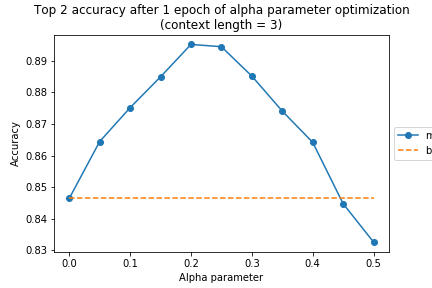 Top 2 accuracy after 1 epoch of alpha parameter optimization
(context length = 3)
0.89
0.88
0.87
0.86
0.85
0.84
0.83
Accuracy
0.0 0.1 0.2 0.3 0.4 0.5
Alpha parameter
b